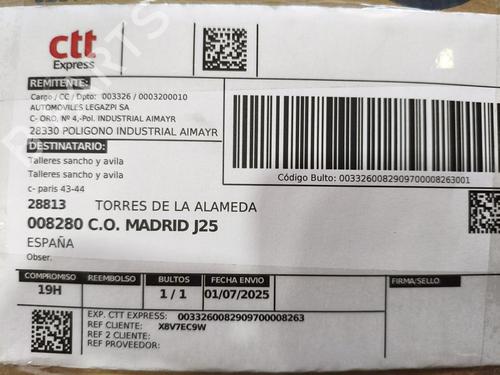 ctt
Express
REMITENTE:
Cargo / CC / Dpto: 003326 / 0003200010
AUTOMOVILES LEGAZPI SA
C- ORO, Nº 4,-Pol. INDUSTRIAL AIMAYR
28330 POLIGONO INDUSTRIAL AIMAYR
Código Bulto: 0033260082909700008263001
DESTINATARIO:
Talleres sancho y avila
Talleres sancho y avila
c- paris 43-44
28813 TORRES DE LA ALAMEDA
008280 C.O. MADRID J25
ESPAÑA
Obser.
COMPROMISO REEMBOLSO BULTOS FECHA ENVIO FIRMA/SELLO
19H 1 / 1 01/07/2025
EXP. CTT EXPRESS: 0033260082909700008263
REF CLIENTE: X8V7EC9W
REF 2 CLIENTE:
REF PROVEEDOR: